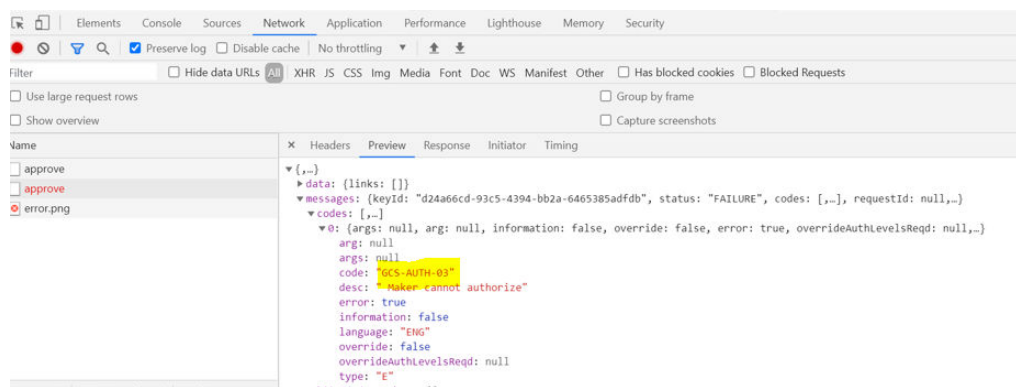 Elements Console Sources Network Application Performance Lighthouse Memory Security
Preserve log Disable cache No throttling
Filter Hide data URLs All XHR JS CSS Img Media Font Doc WS Manifest Other Has blocked cookies Blocked Requests
Use large request rows Group by frame
Show overview Capture screenshots
Name × Headers Preview Response Initiator Timing
approve
approve
error.png
▼{,…}
▶data: {links: []}
▼messages: {keyId: "d24a66cd-93c5-4394-bb2a-6465385adfdb", status: "FAILURE", codes: [,…], requestId: null,…}
▼codes: [,…]
▼0: {args: null, arg: null, information: false, override: false, error: true, overrideAuthLevelsReqd: null,…}
arg: null
args: null
code: "GCS-AUTH-03"
desc: " Maker cannot authorize"
error: true
information: false
language: "ENG"
override: false
overrideAuthLevelsReqd: null
type: "E"